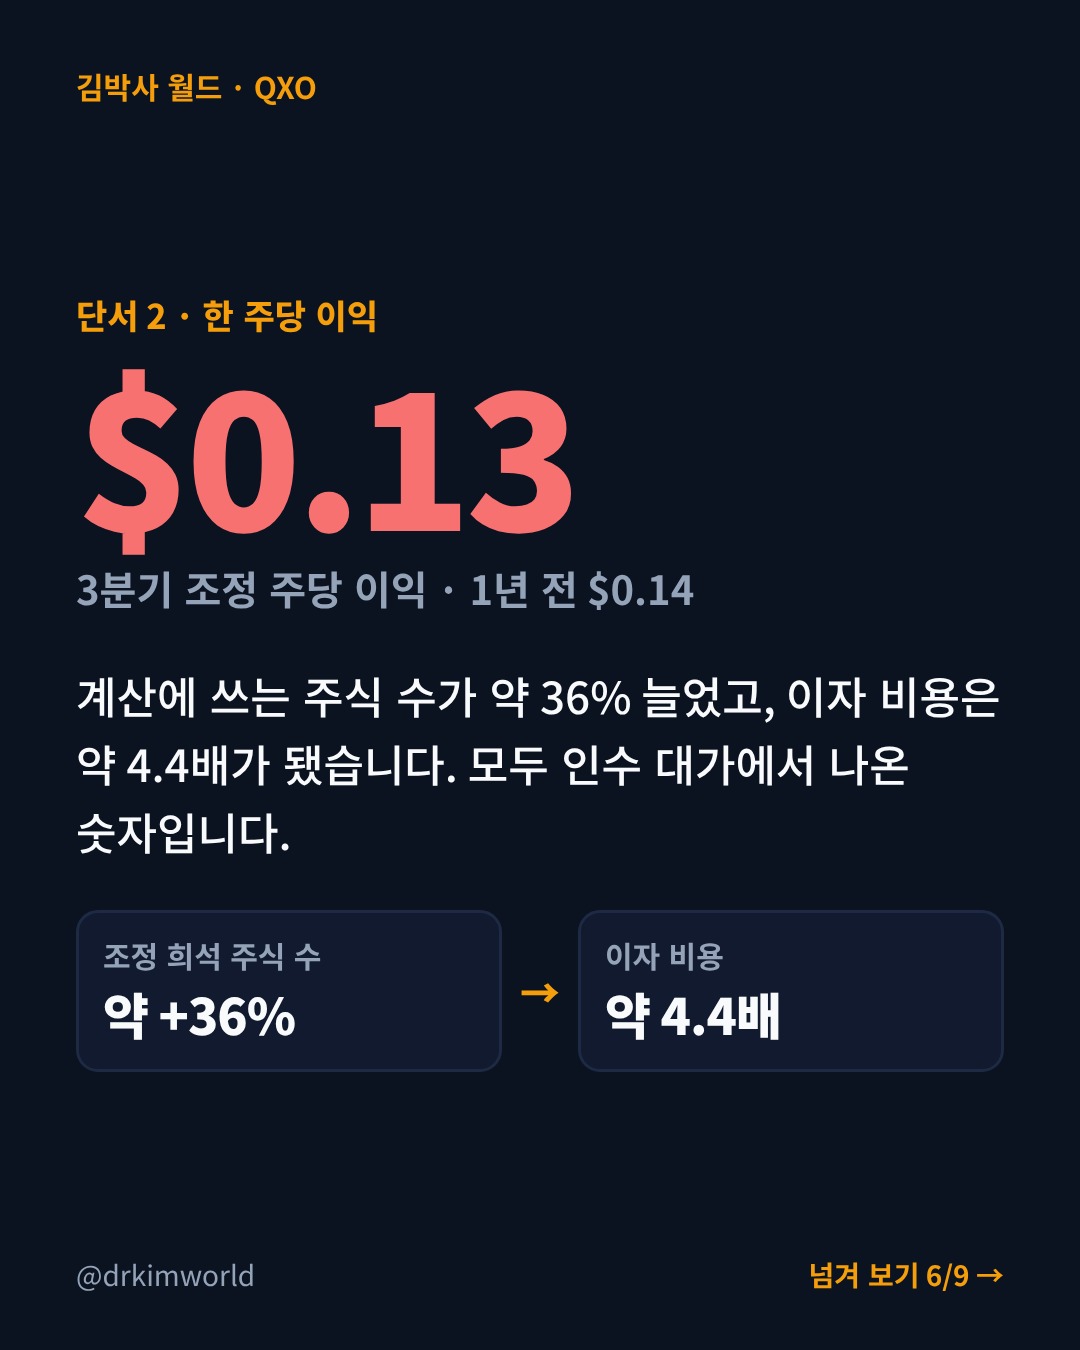 김박사 월드 · QXO
단서 2 · 한 주당 이익
$0.13
3분기 조정 주당 이익 · 1년 전 $0.14
계산에 쓰는 주식 수가 약 36% 늘었고, 이자 비용은
약 4.4배가 됐습니다. 모두 인수 대가에서 나온
숫자입니다.
조정 희석 주식 수
약 +36%
→
이자 비용
약 4.4배
@drkimworld
넘겨 보기 6/9 →